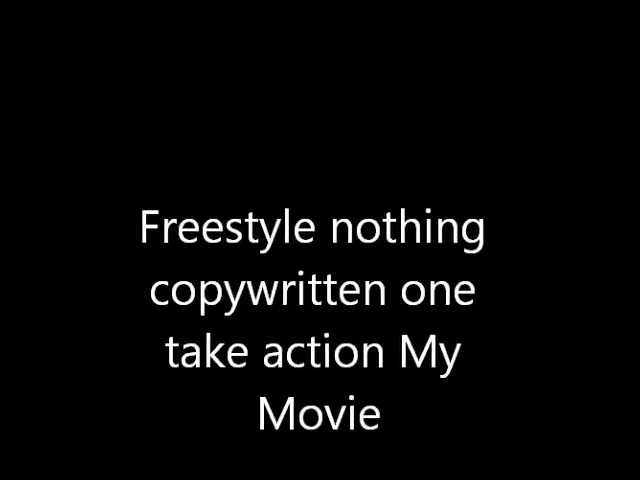 Freestyle nothing
copywritten one
take action My
Movie